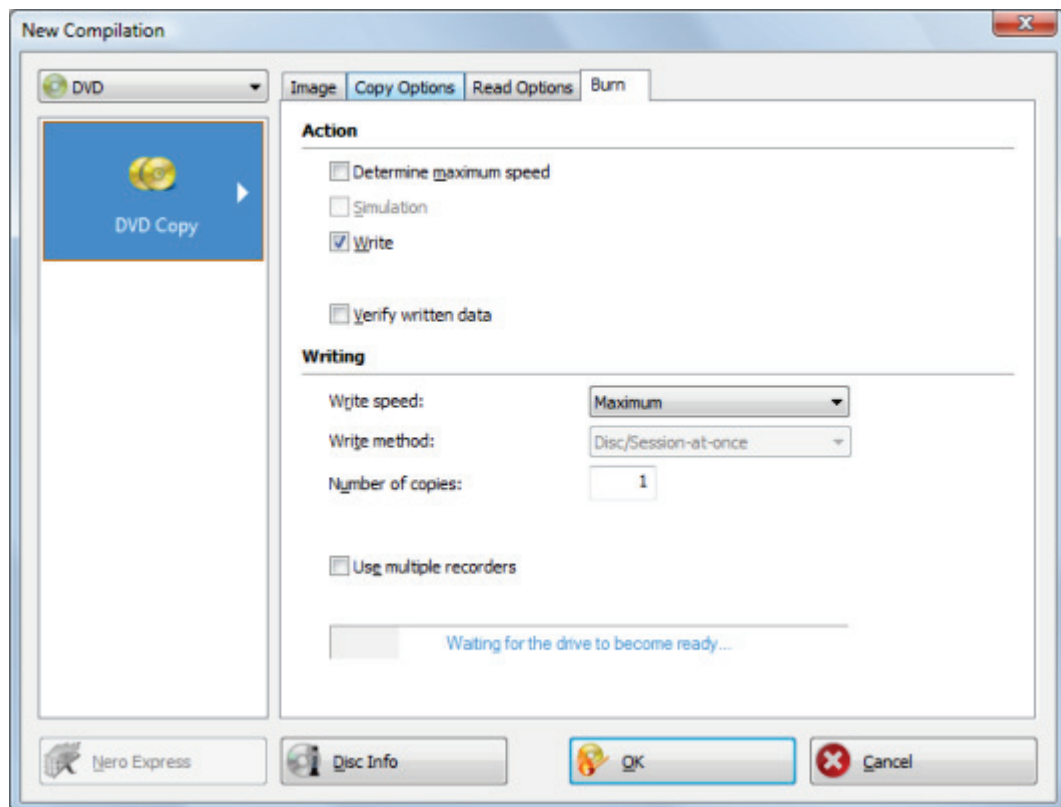 New Compilation
DVD
DVD Copy
Image Copy Options Read Options Burn
Action
Determine maximum speed
Simulation
Write
Verify written data
Writing
Write speed: Maximum
Write method: Disc/Session-at-once
Number of copies: 1
Use multiple recorders
Waiting for the drive to become ready...
Nero Express Disc Info OK Cancel